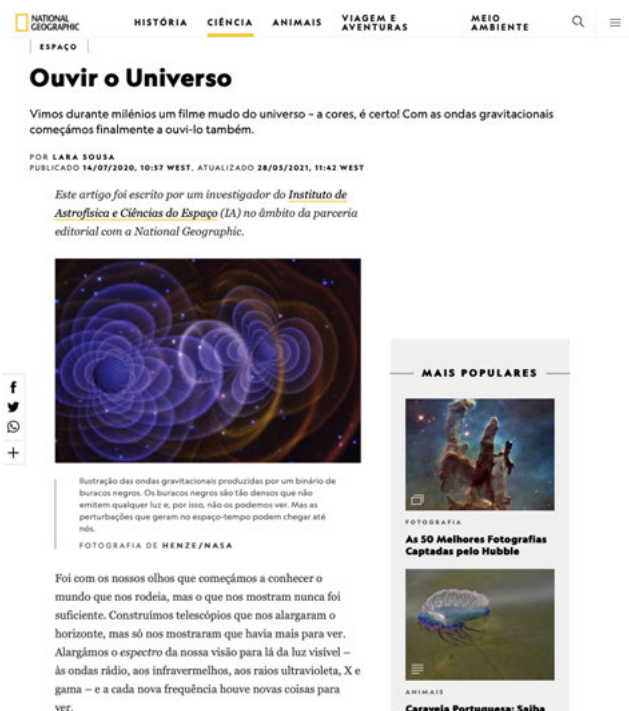 NATIONAL
GEOGRAPHIC
HISTÓRIA
CIÊNCIA
ANIMAIS
VIAGEM E
AVENTURAS
MEIO
AMBIENTE
ESPAÇO
Ouvir o Universo
Vimos durante milénios um filme mudo do universo – a cores, é certo! Com as ondas gravitacionais
começámos finalmente a ouvi-lo também.
POR LARA SOUSA
PUBLICADO 14/07/2020, 10:57 WEST, ATUALIZADO 28/05/2021, 11:42 WEST
Este artigo foi escrito por um investigador do Instituto de
Astrofísica e Ciências do Espaço (IA) no âmbito da parceria
editorial com a National Geographic.
Ilustração das ondas gravitacionais produzidas por um binário de
buracos negros. Os buracos negros são tão densos que não
emitem qualquer luz e, por isso, não os podemos ver. Mas as
perturbações que geram no espaço-tempo podem chegar até
nós.
FOTOGRAFIA DE HENZE/NASA
Foi com os nossos olhos que começámos a conhecer o
mundo que nos rodeia, mas o que nos mostram nunca foi
suficiente. Construímos telescópios que nos alargaram o
horizonte, mas só nos mostraram que havia mais para ver.
Alargámos o espectro da nossa visão para lá da luz visível –
às ondas rádio, aos infravermelhos, aos raios ultravioleta, X e
gama – e a cada nova frequência houve novas coisas para
ver.
MAIS POPULARES
FOTOGRAFIA
As 50 Melhores Fotografias
Captadas pelo Hubble
ANIMAIS
Caravela Portuguesa: Saiba